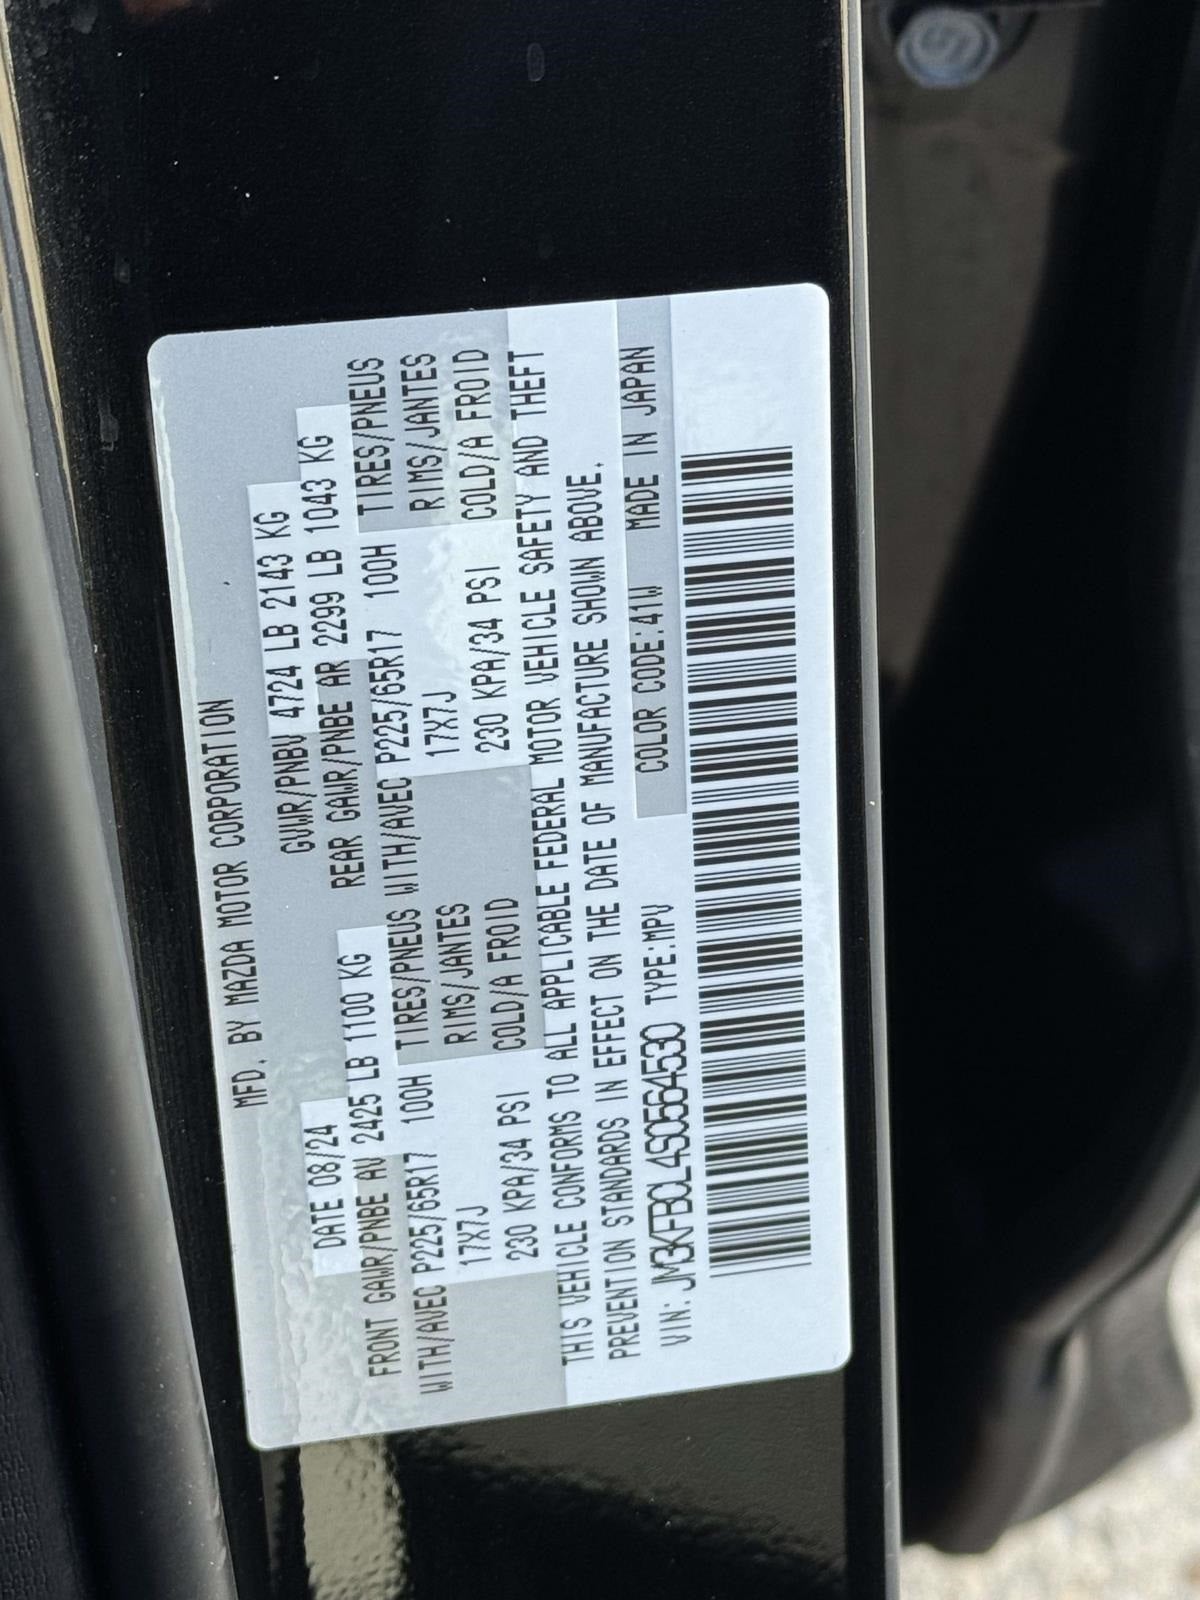 MFD. BY MAZDA MOTOR CORPORATION
DATE 08/24 GVWR/PNBV 4724 LB 2143 KG
FRONT GAWR/PNBE AV 2425 LB 1100 KG REAR GAWR/PNBE AR 2299 LB 1043 KG
WITH/AVEC P225/65R17 100H TIRES/PNEUS WITH/AVEC P225/65R17 100H TIRES/PNEUS
17X7J RIMS/JANTES 17X7J RIMS/JANTES
230 KPA/34 PSI COLD/A FROID 230 KPA/34 PSI COLD/A FROID
THIS VEHICLE CONFORMS TO ALL APPLICABLE FEDERAL MOTOR VEHICLE SAFETY AND THEFT
PREVENTION STANDARDS IN EFFECT ON THE DATE OF MANUFACTURE SHOWN ABOVE.
VIN: JM3KFBCL4S0564530 TYPE:MPV COLOR CODE:41W MADE IN JAPAN